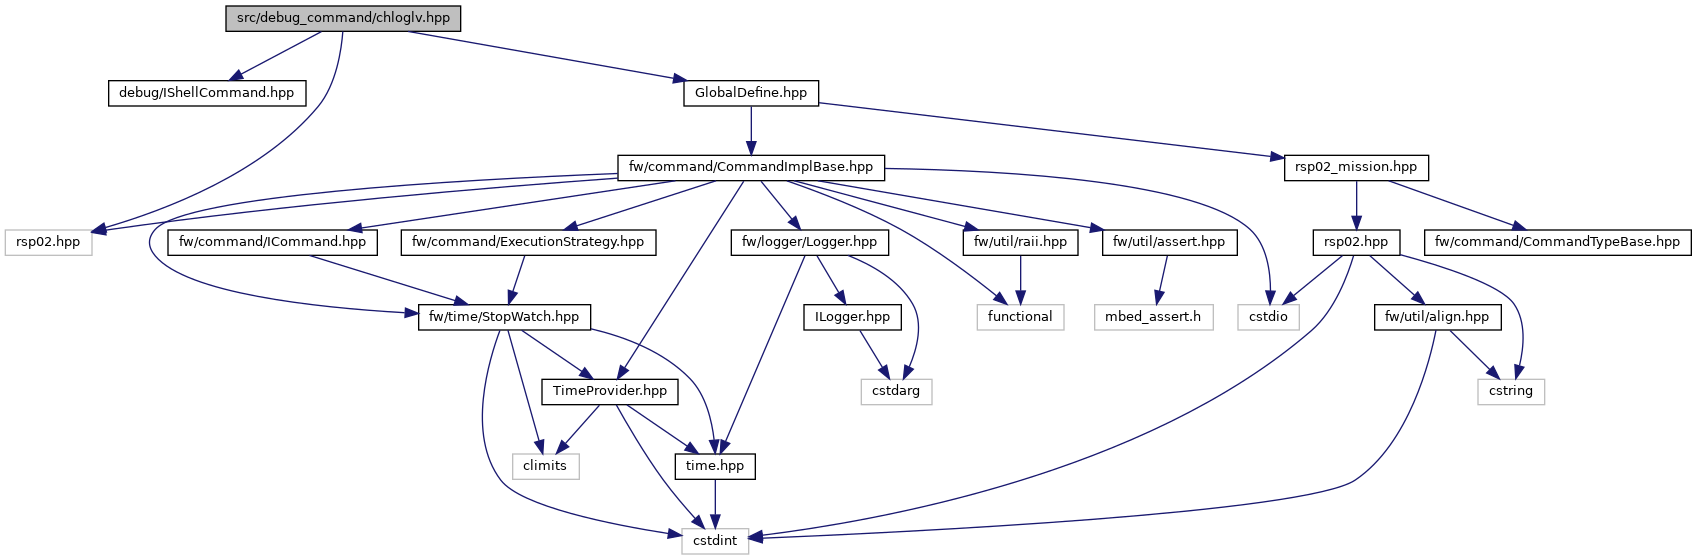 src/debug_command/chloglv.hpp
debug/IShellCommand.hpp
GlobalDefine.hpp
fw/command/CommandImplBase.hpp
rsp02_mission.hpp
rsp02.hpp
fw/command/ICommand.hpp
fw/command/ExecutionStrategy.hpp
fw/logger/Logger.hpp
fw/util/raii.hpp
fw/util/assert.hpp
rsp02.hpp
fw/command/CommandTypeBase.hpp
fw/time/StopWatch.hpp
ILogger.hpp
functional
mbed_assert.h
cstdio
fw/util/align.hpp
TimeProvider.hpp
cstdarg
cstring
climits
time.hpp
cstdint